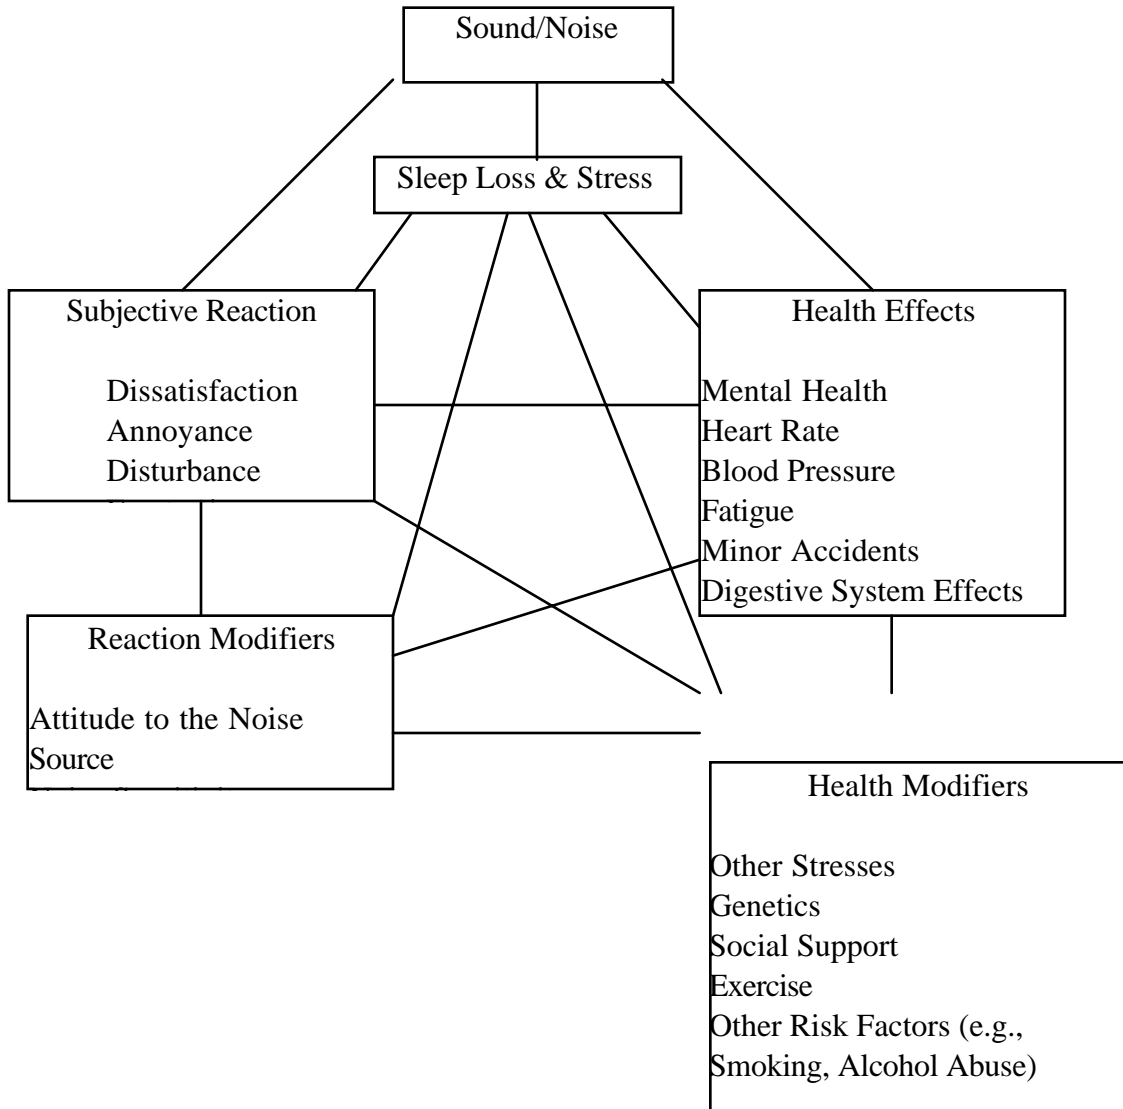 Sound/Noise
Sleep Loss & Stress
Subjective Reaction
Dissatisfaction
Annoyance
Disturbance
Health Effects
Mental Health
Heart Rate
Blood Pressure
Fatigue
Minor Accidents
Digestive System Effects
Reaction Modifiers
Attitude to the Noise
Source
Health Modifiers
Other Stresses
Genetics
Social Support
Exercise
Other Risk Factors (e.g.,
Smoking, Alcohol Abuse)